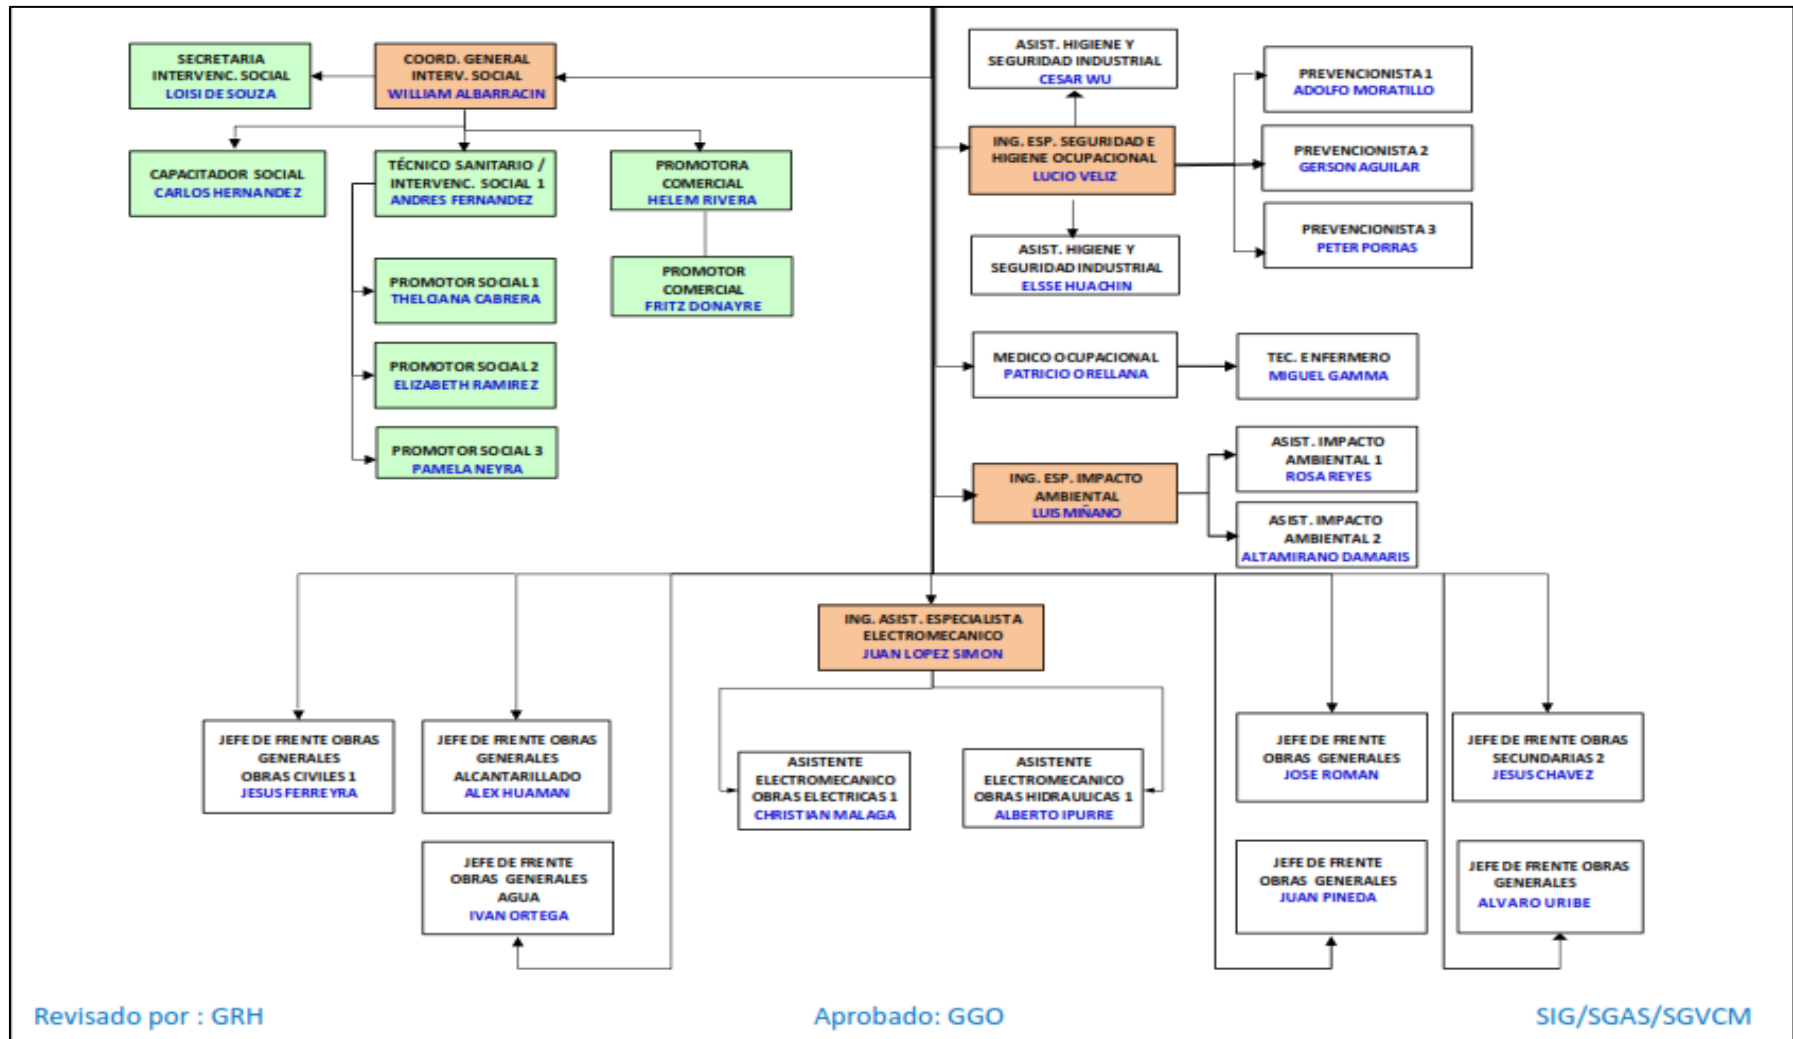 SECRETARIA
INTERVENC. SOCIAL
LOISI DE SOUZA
COORD. GENERAL
INTERV. SOCIAL
WILLIAM ALBARRACIN
CAPACITADOR SOCIAL
CARLOS HERNANDEZ
TÉCNICO SANITARIO /
INTERVENC. SOCIAL 1
ANDRES FERNANDEZ
PROMOTORA
COMERCIAL
HELEM RIVERA
PROMOTOR SOCIAL 1
THELCIANA CABRERA
PROMOTOR
COMERCIAL
FRITZ DONAYRE
PROMOTOR SOCIAL 2
ELIZABETH RAMIREZ
PROMOTOR SOCIAL 3
PAMELA NEYRA
ASIST. HIGIENE Y
SEGURIDAD INDUSTRIAL
CESAR WU
PREVENCIONISTA 1
ADOLFO MORATILLO
ING. ESP. SEGURIDAD E
HIGIENE OCUPACIONAL
LUCIO VELIZ
PREVENCIONISTA 2
GERSON AGUILAR
PREVENCIONISTA 3
PETER PORRAS
ASIST. HIGIENE Y
SEGURIDAD INDUSTRIAL
ELSSE HUACHIN
MEDICO OCUPACIONAL
PATRICIO ORELLANA
TEC. ENFERMERO
MIGUEL GAMMA
ING. ESP. IMPACTO
AMBIENTAL
LUIS MIÑANO
ASIST. IMPACTO
AMBIENTAL 1
ROSA REYES
ASIST. IMPACTO
AMBIENTAL 2
ALTAMIRANO DAMARIS
ING. ASIST. ESPECIALISTA
ELECTROMECANICO
JUAN LOPEZ SIMON
JEFE DE FRENTE OBRAS
GENERALES
OBRAS CIVILES 1
JESUS FERREYRA
JEFE DE FRENTE OBRAS
GENERALES
ALCANTARILLADO
ALEX HUAMAN
ASISTENTE
ELECTROMECANICO
OBRAS ELECTRICAS 1
CHRISTIAN MALAGA
ASISTENTE
ELECTROMECANICO
OBRAS HIDRAULICAS 1
ALBERTO IPURRE
JEFE DE FRENTE
OBRAS GENERALES
JOSE ROMAN
JEFE DE FRENTE OBRAS
SECUNDARIAS 2
JESUS CHAVEZ
JEFE DE FRENTE
OBRAS GENERALES
AGUA
IVAN ORTEGA
JEFE DE FRENTE
OBRAS GENERALES
JUAN PINEDA
JEFE DE FRENTE OBRAS
GENERALES
ALVARO URIBE
Revisado por : GRH
Aprobado: GGO
SIG/SGAS/SGVCM